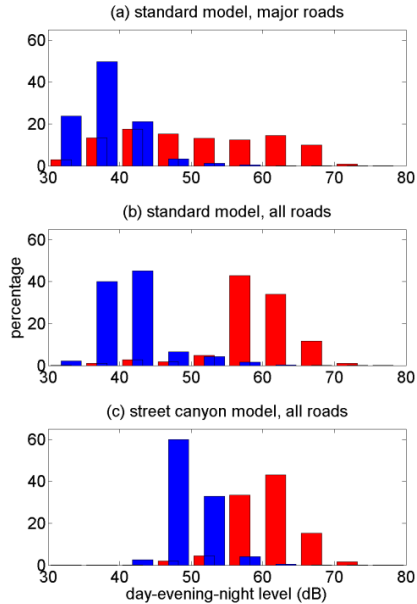 (a) standard model, major roads
60
40
20
0
30 40 50 60 70 80
(b) standard model, all roads
60
40
20
0
30 40 50 60 70 80
percentage
(c) street canyon model, all roads
60
40
20
0
30 40 50 60 70 80
day-evening-night level (dB)